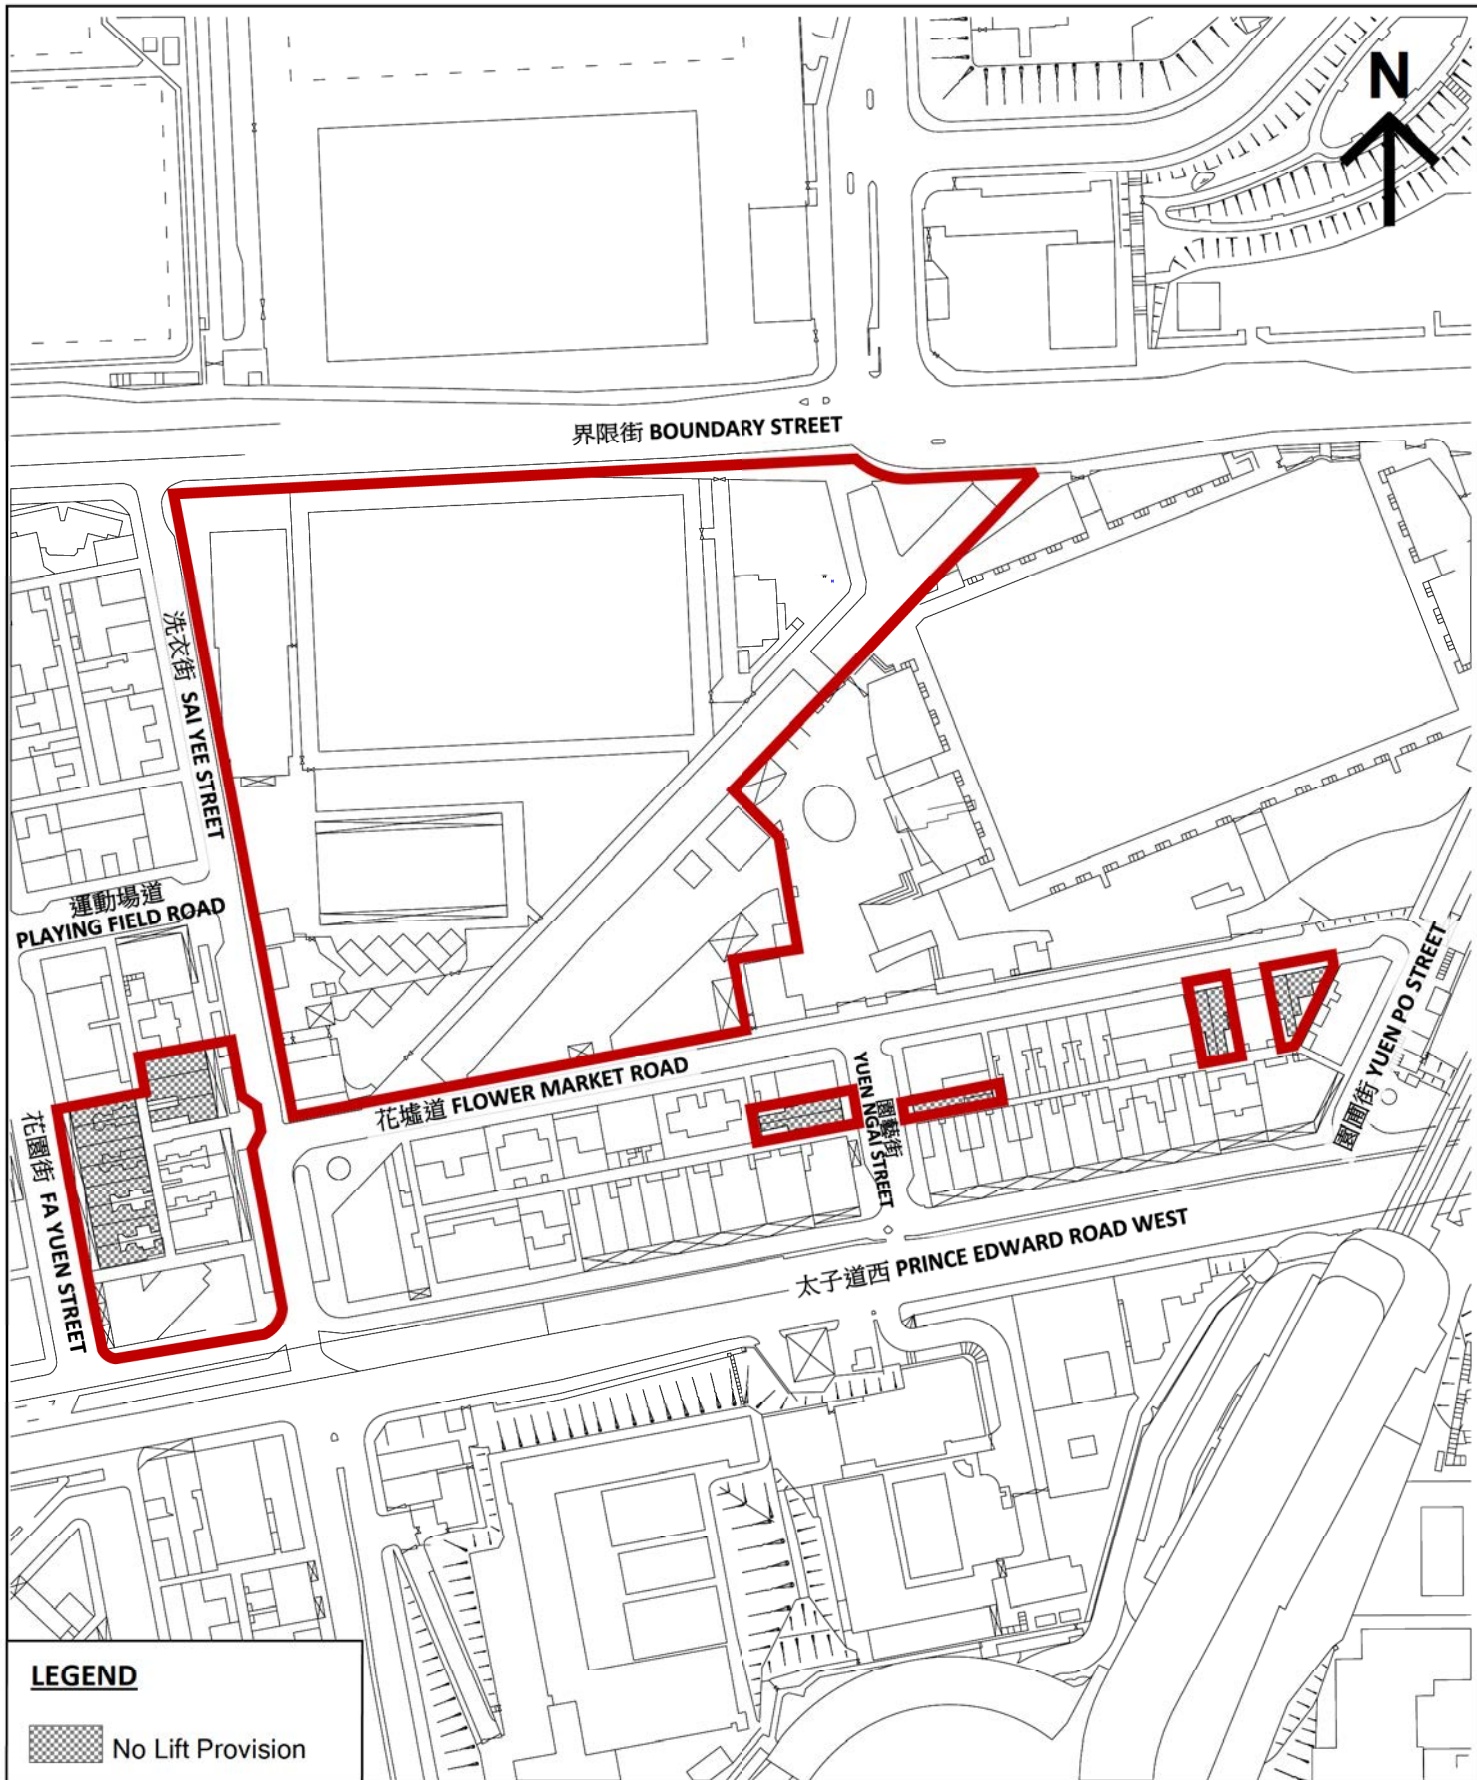 N
界限街 BOUNDARY STREET
洗衣街 SAI YEE STREET
運動場道
PLAYING FIELD ROAD
花墟道 FLOWER MARKET ROAD
園藝街
YUEN NGAI STREET
園圃街 YUEN PO STREET
花園街 FA YUEN STREET
太子道西 PRINCE EDWARD ROAD WEST
LEGEND
No Lift Provision